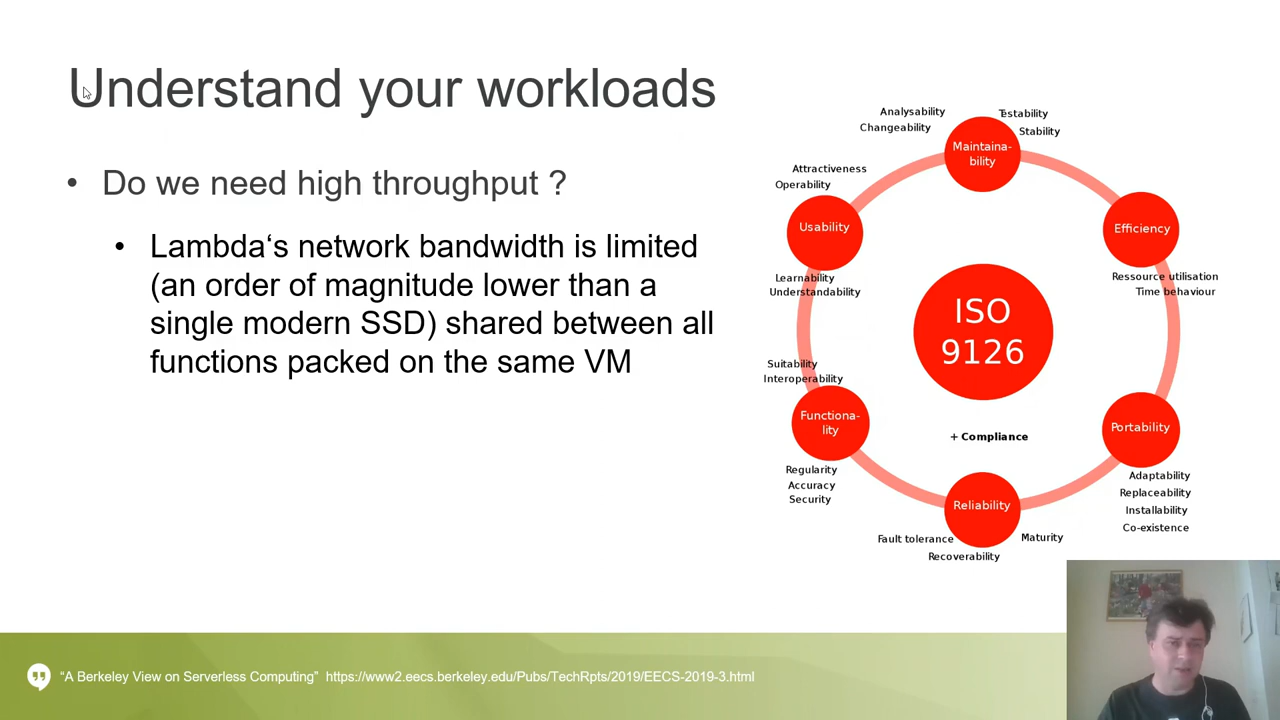 Understand your workloads
• Do we need high throughput ?
• Lambda‘s network bandwidth is limited
(an order of magnitude lower than a
single modern SSD) shared between all
functions packed on the same VM
Analysability
Changeability
Testability
Stability
Maintaina-
bility
Attractiveness
Operability
Usability
Learnability
Understandability
Efficiency
Ressource utilisation
Time behaviour
ISO
9126
Suitability
Interoperability
Functiona-
lity
Regularity
Accuracy
Security
+ Compliance
Portability
Adaptability
Replaceability
Installability
Co-existence
Reliability
Fault tolerance
Maturity
Recoverability
“A Berkeley View on Serverless Computing” https://www2.eecs.berkeley.edu/Pubs/TechRpts/2019/EECS-2019-3.html